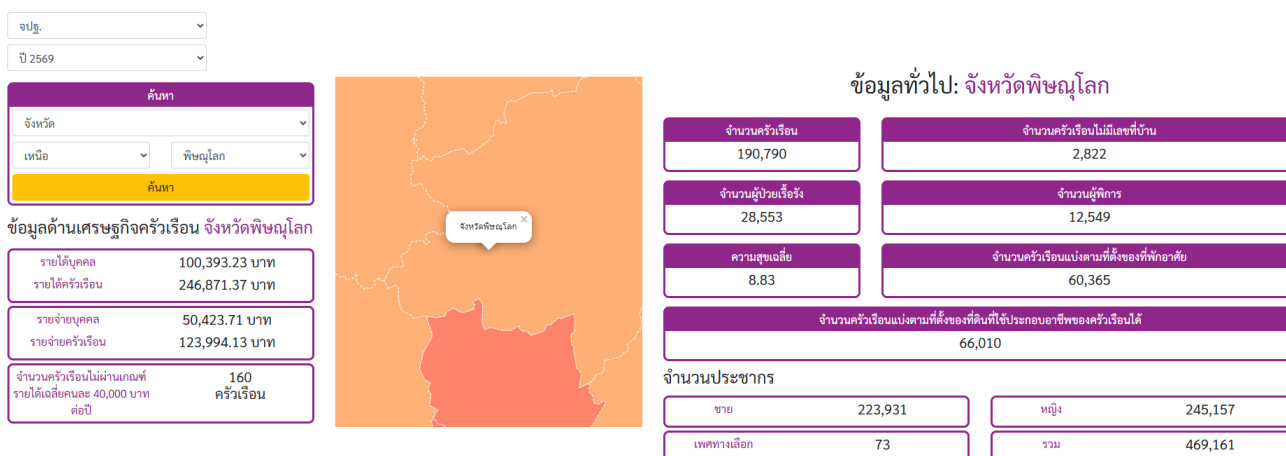 จปฐ.
ปี 2569
ค้นหา
จังหวัด
เหนือ พิษณุโลก
ค้นหา
ข้อมูลด้านเศรษฐกิจครัวเรือน จังหวัดพิษณุโลก
รายได้บุคคล 100,393.23 บาท
รายได้ครัวเรือน 246,871.37 บาท
รายจ่ายบุคคล 50,423.71 บาท
รายจ่ายครัวเรือน 123,994.13 บาท
จำนวนครัวเรือนไม่ผ่านเกณฑ์ 160
รายได้เฉลี่ยคนละ 40,000 บาท ครัวเรือน
ต่อปี
จังหวัดพิษณุโลก ×
ข้อมูลทั่วไป: จังหวัดพิษณุโลก
จำนวนครัวเรือน จำนวนครัวเรือนไม่มีเลขที่บ้าน
190,790 2,822
จำนวนผู้ป่วยเรื้อรัง จำนวนผู้พิการ
28,553 12,549
ความสุขเฉลี่ย จำนวนครัวเรือนแบ่งตามที่ตั้งของที่พักอาศัย
8.83 60,365
จำนวนครัวเรือนแบ่งตามที่ตั้งของที่ดินที่ใช้ประกอบอาชีพของครัวเรือนได้
66,010
จำนวนประชากร
ชาย 223,931 หญิง 245,157
เพศทางเลือก 73 รวม 469,161